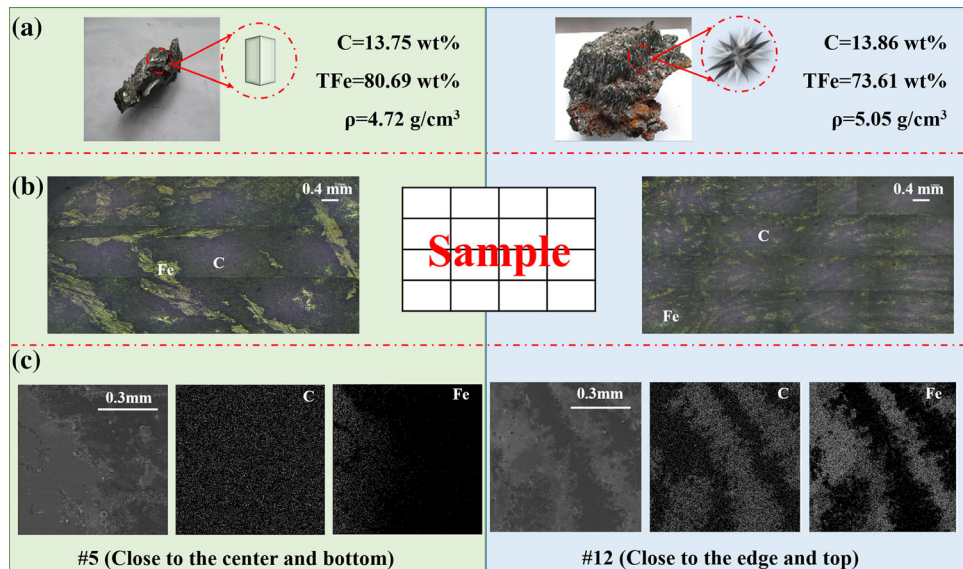 (a)
C=13.75 wt%
TFe=80.69 wt%
ρ=4.72 g/cm³
C=13.86 wt%
TFe=73.61 wt%
ρ=5.05 g/cm³
(b)
0.4 mm
Fe
C
Sample
0.4 mm
C
Fe
(c)
0.3mm
C
Fe
0.3mm
C
Fe
#5 (Close to the center and bottom)
#12 (Close to the edge and top)